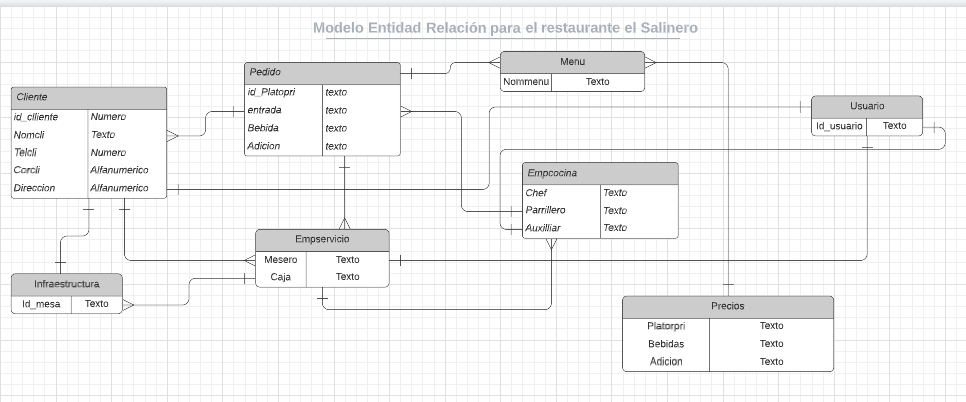 Modelo Entidad Relación para el restaurante el Salinero
Menu
Nommenu Texto
Pedido
id_Platopri texto
entrada texto
Bebida texto
Adicion texto
Cliente
id_clliente Numero
Nomcli Texto
Telcli Numero
Corcli Alfanumerico
Direccion Alfanumerico
Usuario
Id_usuario Texto
Empcocina
Chef Texto
Parrillero Texto
Auxilliar Texto
Empservicio
Mesero Texto
Caja Texto
Infraestructura
Id_mesa Texto
Precios
Platorpri Texto
Bebidas Texto
Adicion Texto